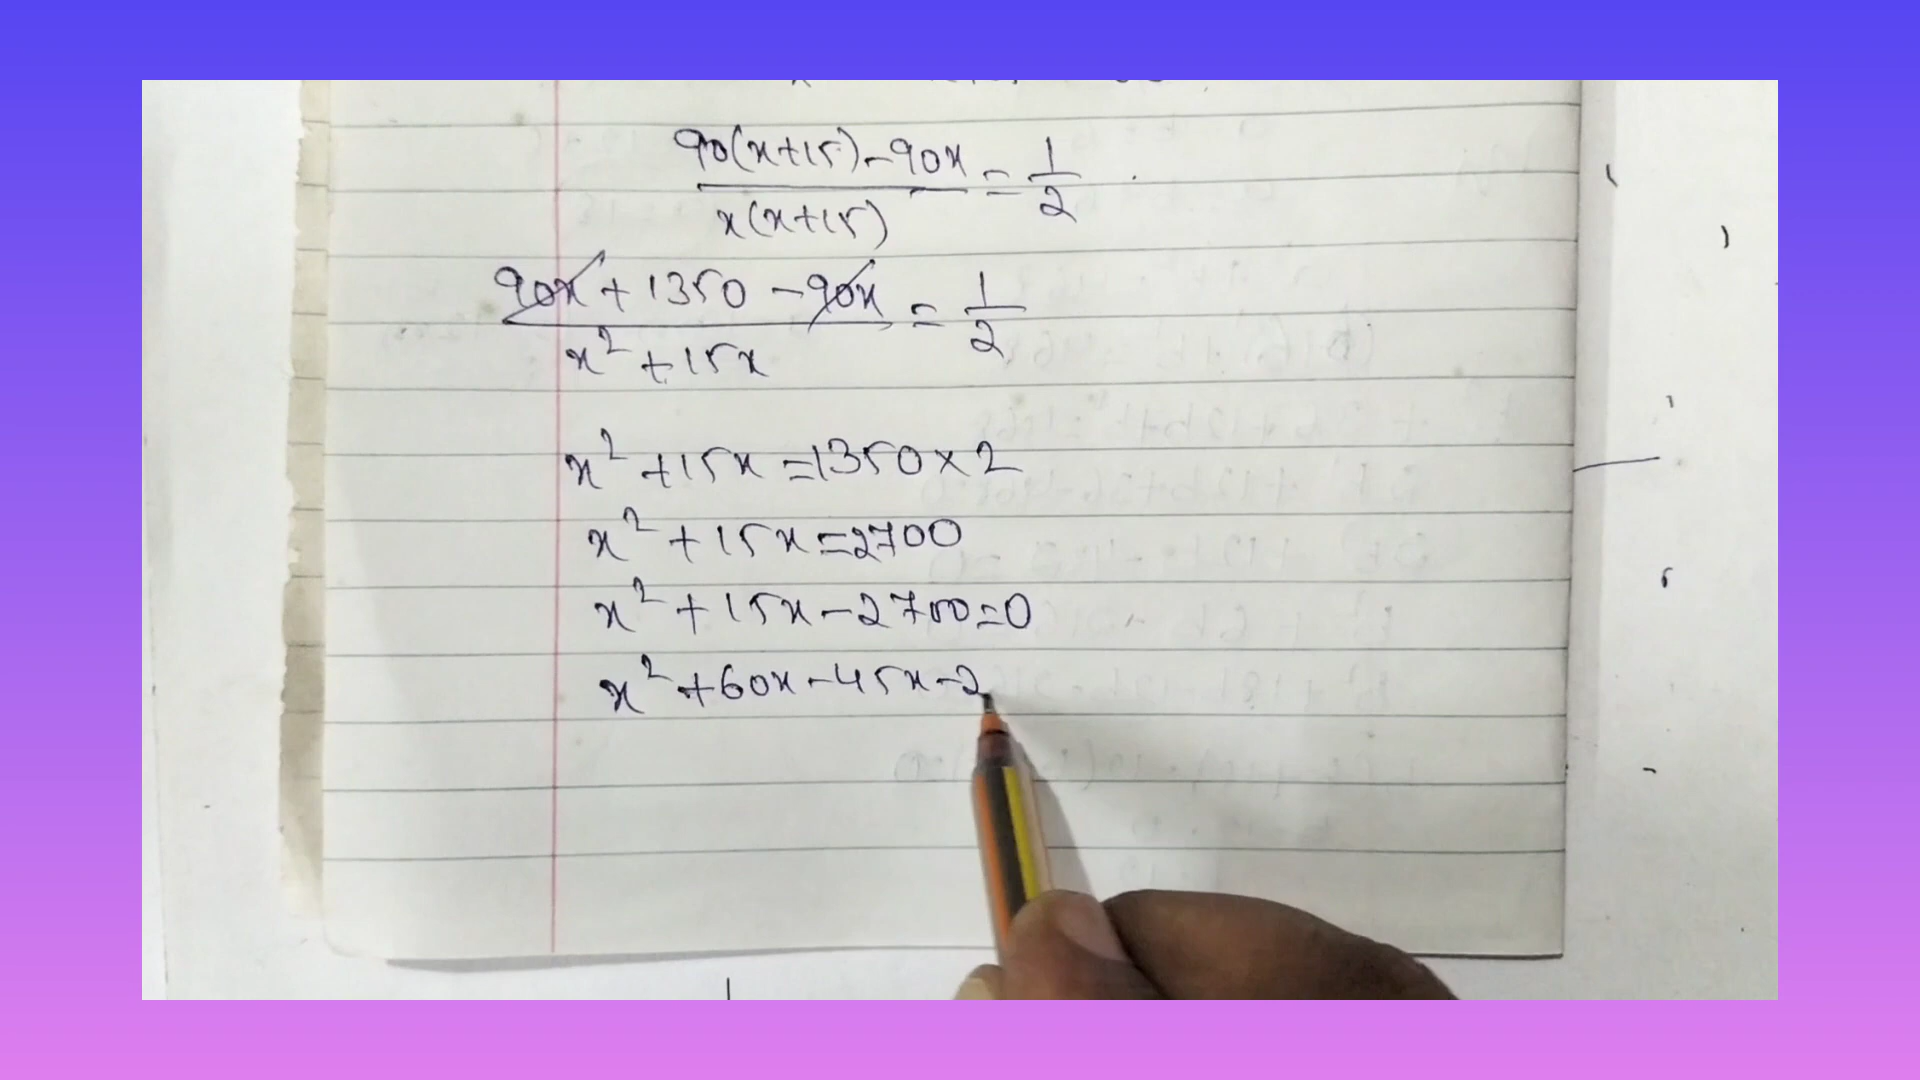 90(x+15)-90x/x(x+15) = 1/2
90x+1350-90x/x²+15x = 1/2
x²+15x=1350×2
x²+15x=2700
x²+15x-2700=0
x²+60x-45x-2